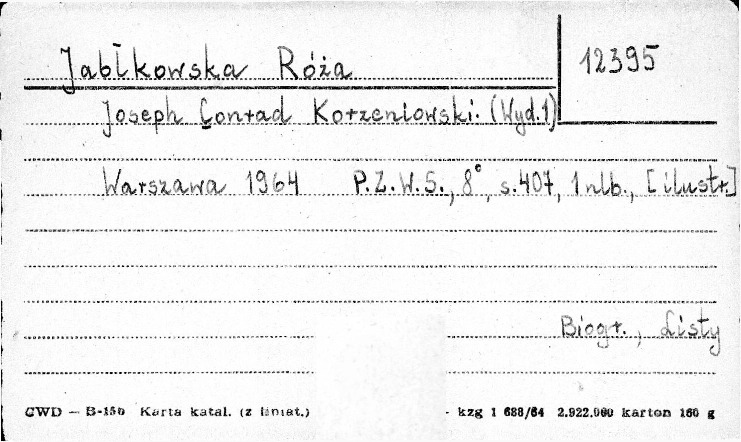 Jabłkowska Róża
12395
Joseph Conrad Korzeniowski. (Wyd.1)
Warszawa 1964 P.Z.W.S., 8°, s.407, 1 nlb., [ilustr.]
Biogr., Listy
CWD — B-150 Karta katal. (z liniat.)
- kzg 1 688/64 2.922.000 karton 160 g